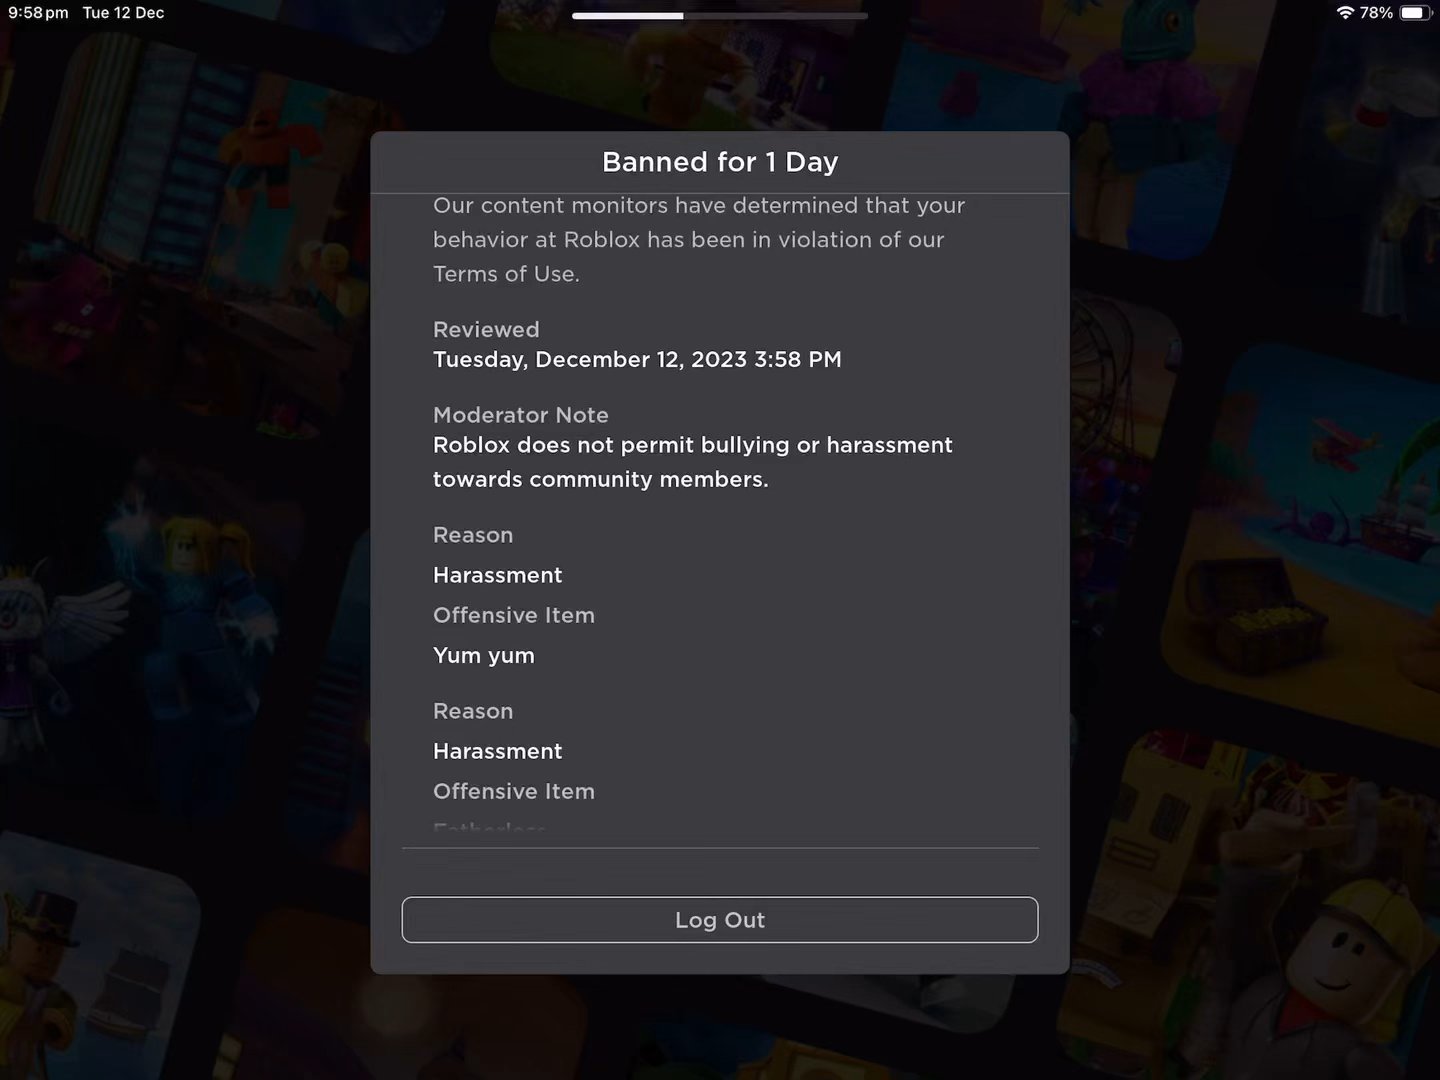 9:58 pm Tue 12 Dec
78%
Banned for 1 Day
Our content monitors have determined that your
behavior at Roblox has been in violation of our
Terms of Use.
Reviewed
Tuesday, December 12, 2023 3:58 PM
Moderator Note
Roblox does not permit bullying or harassment
towards community members.
Reason
Harassment
Offensive Item
Yum yum
Reason
Harassment
Offensive Item
Fatherless
Log Out